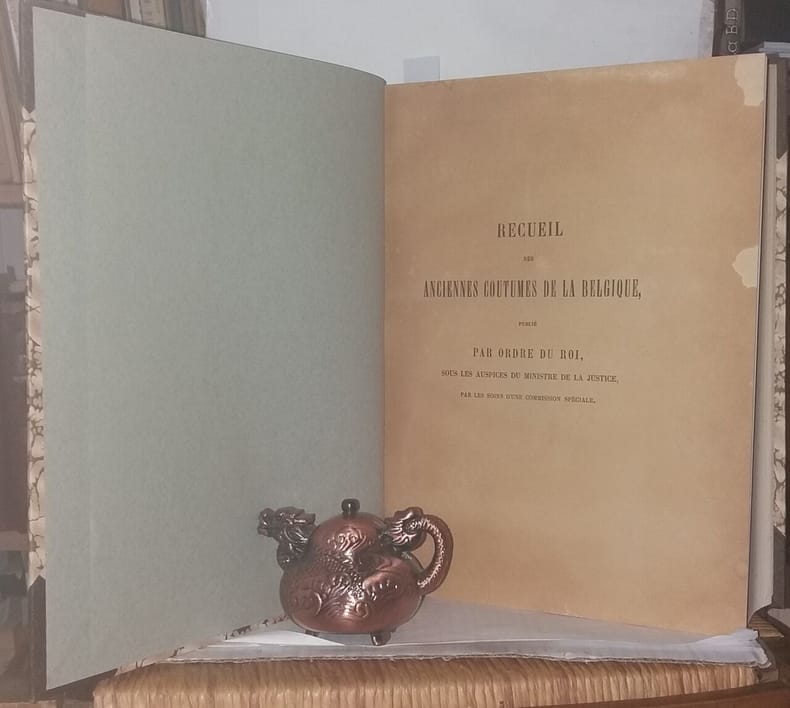 RECUEIL
DES
ANCIENNES COUTUMES DE LA BELGIQUE,
PUBLIÉ
PAR ORDRE DU ROI,
SOUS LES AUSPICES DU MINISTRE DE LA JUSTICE,
PAR LES SOINS D'UNE COMMISSION SPÉCIALE.